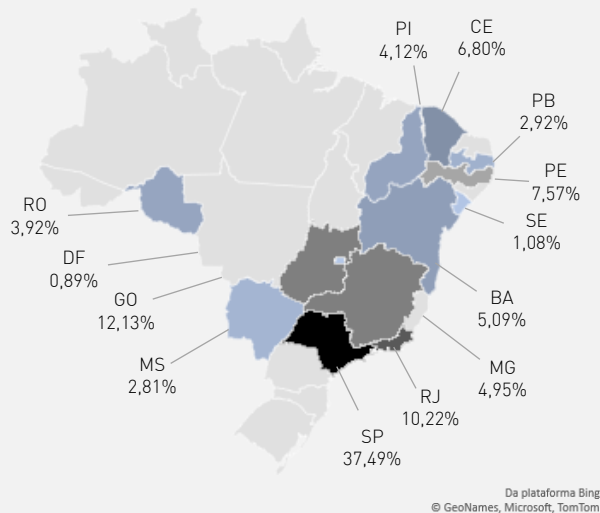 PI
4,12%
CE
6,80%
PB
2,92%
PE
7,57%
SE
1,08%
RO
3,92%
DF
0,89%
GO
12,13%
BA
5,09%
MS
2,81%
MG
4,95%
RJ
10,22%
SP
37,49%
Da plataforma Bing
© GeoNames, Microsoft, TomTom